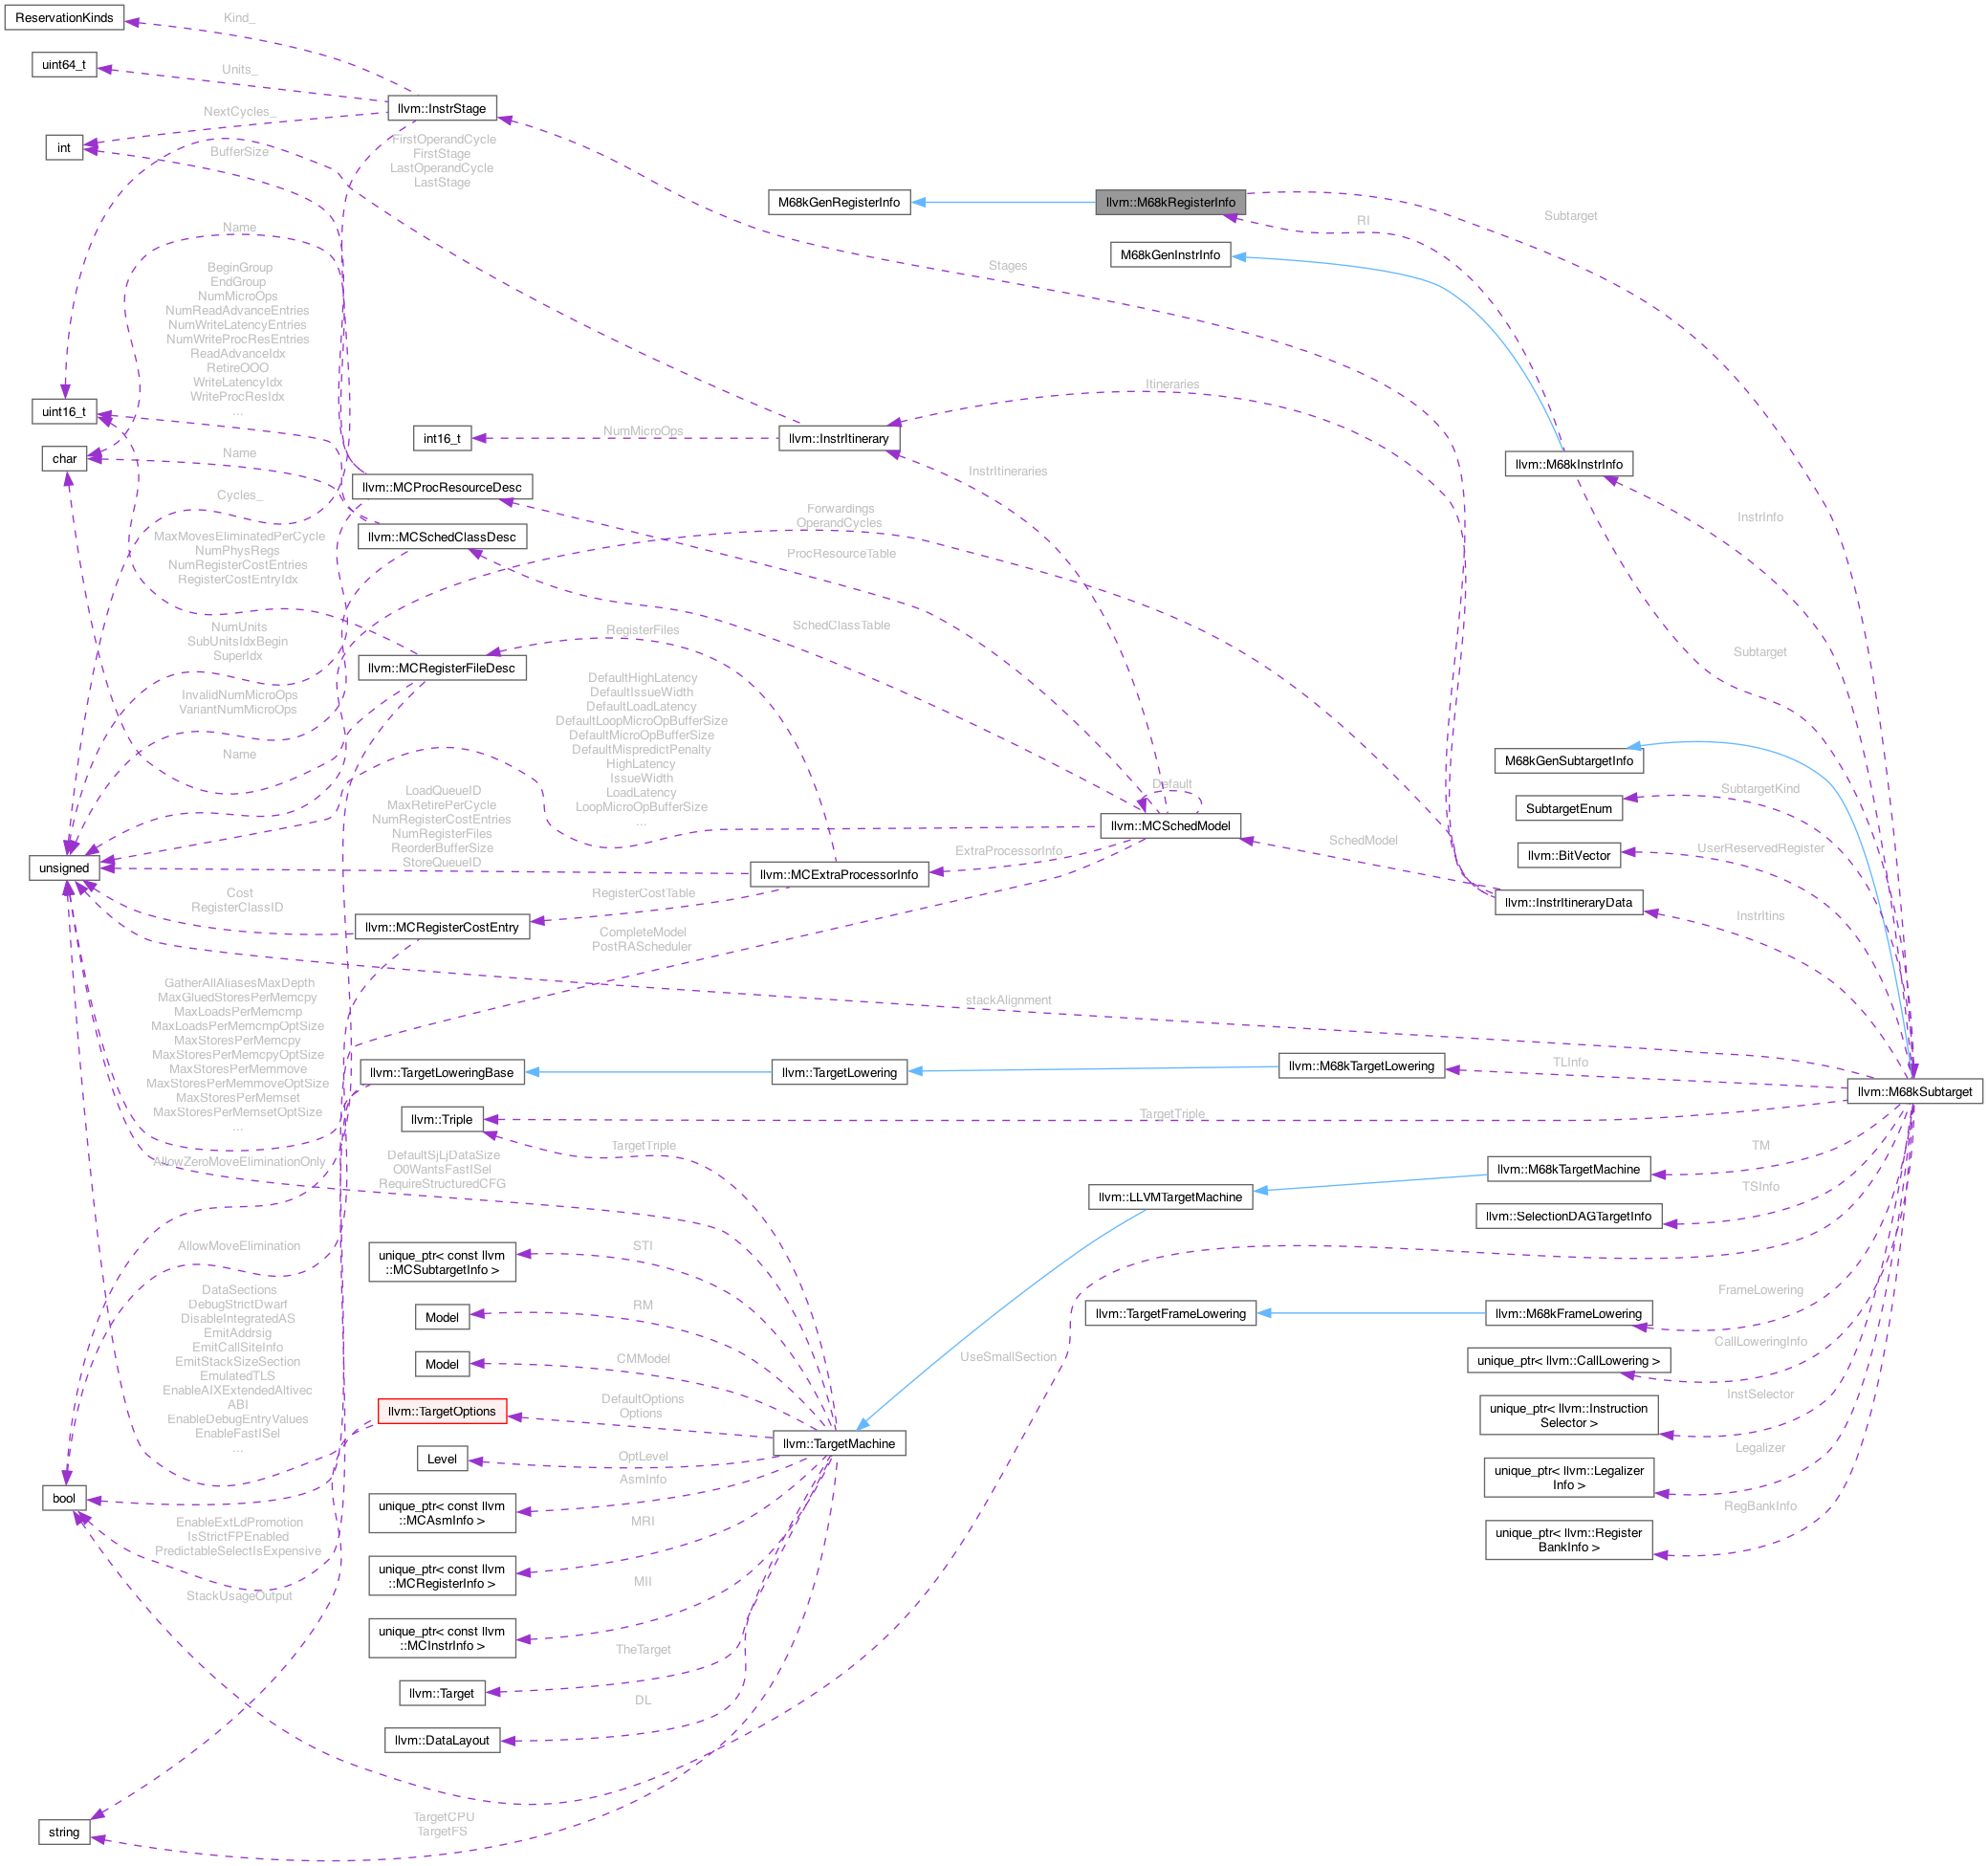 ReservationKinds
Kind_
uint64_t
Units_
llvm::InstrStage
NextCycles_
int
BufferSize
FirstOperandCycle
FirstStage
LastOperandCycle
LastStage
M68kGenRegisterInfo
llvm::M68kRegisterInfo
Subtarget
RI
Name
M68kGenInstrInfo
Stages
BeginGroup
EndGroup
NumMicroOps
NumReadAdvanceEntries
NumWriteLatencyEntries
NumWriteProcResEntries
ReadAdvanceIdx
RetireOOO
WriteLatencyIdx
WriteProcResIdx
...
Itineraries
uint16_t
int16_t
NumMicroOps
llvm::InstrItinerary
char
Name
InstrItineraries
llvm::M68kInstrInfo
llvm::MCProcResourceDesc
Cycles_
Forwardings
OperandCycles
InstrInfo
llvm::MCSchedClassDesc
MaxMovesEliminatedPerCycle
NumPhysRegs
NumRegisterCostEntries
RegisterCostEntryIdx
ProcResourceTable
NumUnits
SubUnitsIdxBegin
SuperIdx
RegisterFiles
SchedClassTable
Subtarget
llvm::MCRegisterFileDesc
InvalidNumMicroOps
VariantNumMicroOps
DefaultHighLatency
DefaultIssueWidth
DefaultLoadLatency
DefaultLoopMicroOpBufferSize
DefaultMicroOpBufferSize
DefaultMispredictPenalty
HighLatency
IssueWidth
LoadLatency
LoopMicroOpBufferSize
...
Name
M68kGenSubtargetInfo
Default
SubtargetKind
SubtargetEnum
LoadQueueID
MaxRetirePerCycle
NumRegisterCostEntries
NumRegisterFiles
ReorderBufferSize
StoreQueueID
llvm::MCSchedModel
SchedModel
UserReservedRegister
llvm::BitVector
ExtraProcessorInfo
unsigned
llvm::MCExtraProcessorInfo
Cost
RegisterClassID
RegisterCostTable
llvm::InstrItineraryData
InstrItins
llvm::MCRegisterCostEntry
CompleteModel
PostRAScheduler
stackAlignment
GatherAllAliasesMaxDepth
MaxGluedStoresPerMemcpy
MaxLoadsPerMemcmp
MaxLoadsPerMemcmpOptSize
MaxStoresPerMemcpy
MaxStoresPerMemcpyOptSize
MaxStoresPerMemmove
MaxStoresPerMemmoveOptSize
MaxStoresPerMemset
MaxStoresPerMemsetOptSize
...
llvm::TargetLoweringBase
llvm::TargetLowering
llvm::M68kTargetLowering
TLInfo
llvm::M68kSubtarget
llvm::Triple
TargetTriple
TargetTriple
AllowZeroMoveEliminationOnly
DefaultSjLjDataSize
O0WantsFastISel
RequireStructuredCFG
TM
llvm::M68kTargetMachine
TSInfo
llvm::LLVMTargetMachine
llvm::SelectionDAGTargetInfo
AllowMoveElimination
STI
unique_ptr< const llvm
::MCSubtargetInfo >
FrameLowering
DataSections
DebugStrictDwarf
DisableIntegratedAS
EmitAddrsig
EmitCallSiteInfo
EmitStackSizeSection
EmulatedTLS
EnableAIXExtendedAltivec
ABI
EnableDebugEntryValues
EnableFastISel
...
Model
RM
llvm::TargetFrameLowering
llvm::M68kFrameLowering
CallLoweringInfo
Model
CMModel
UseSmallSection
unique_ptr< llvm::CallLowering >
InstSelector
llvm::TargetOptions
DefaultOptions
Options
unique_ptr< llvm::Instruction
Selector >
llvm::TargetMachine
Legalizer
Level
OptLevel
AsmInfo
unique_ptr< llvm::Legalizer
Info >
bool
unique_ptr< const llvm
::MCAsmInfo >
RegBankInfo
EnableExtLdPromotion
IsStrictFPEnabled
PredictableSelectIsExpensive
MRI
unique_ptr< llvm::Register
BankInfo >
unique_ptr< const llvm
::MCRegisterInfo >
StackUsageOutput
MII
unique_ptr< const llvm
::MCInstrInfo >
TheTarget
llvm::Target
DL
llvm::DataLayout
TargetCPU
TargetFS
string